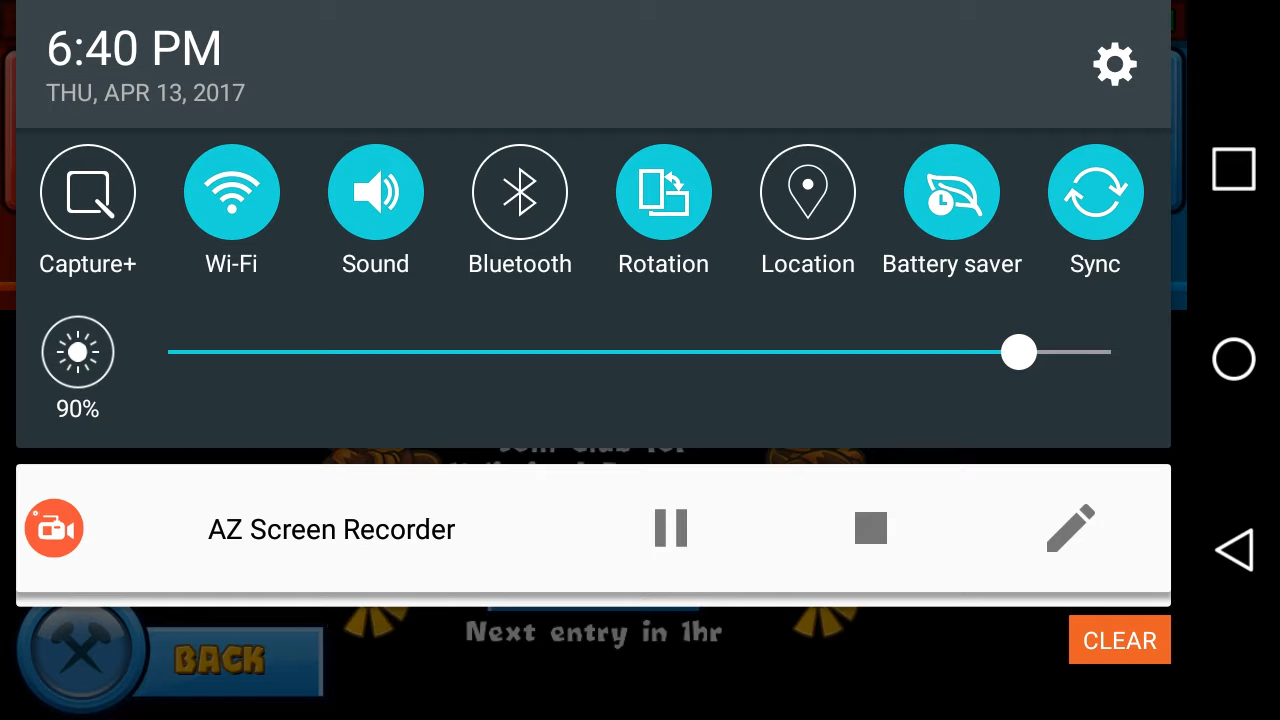 6:40 PM
THU, APR 13, 2017
Capture+
Wi-Fi
Sound
Bluetooth
Rotation
Location
Battery saver
Sync
90%
AZ Screen Recorder
Next entry in 1hr
BACK
CLEAR